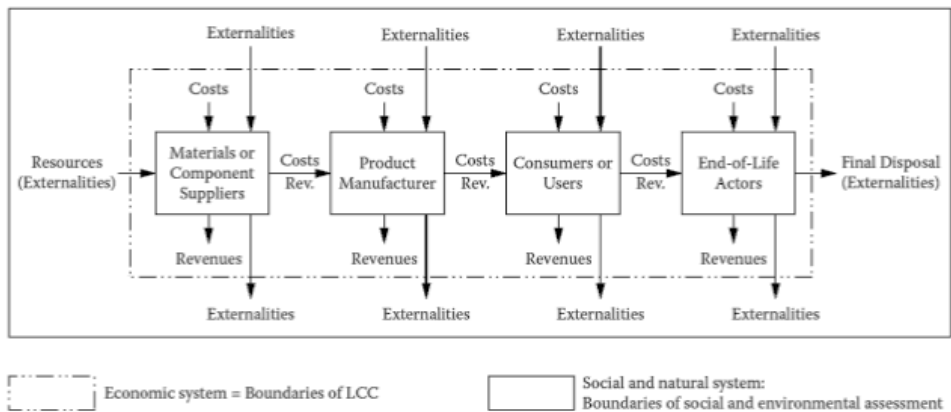 Externalities Externalities Externalities Externalities
Costs Costs Costs Costs
Resources
(Externalities)
Materials or
Component
Suppliers
Costs
Rev.
Product
Manufacturer
Costs
Rev.
Consumers or
Users
Costs
Rev.
End-of-Life
Actors
Final Disposal
(Externalities)
Revenues Revenues Revenues Revenues
Externalities Externalities Externalities Externalities
Economic system = Boundaries of LCC
Social and natural system:
Boundaries of social and environmental assessment